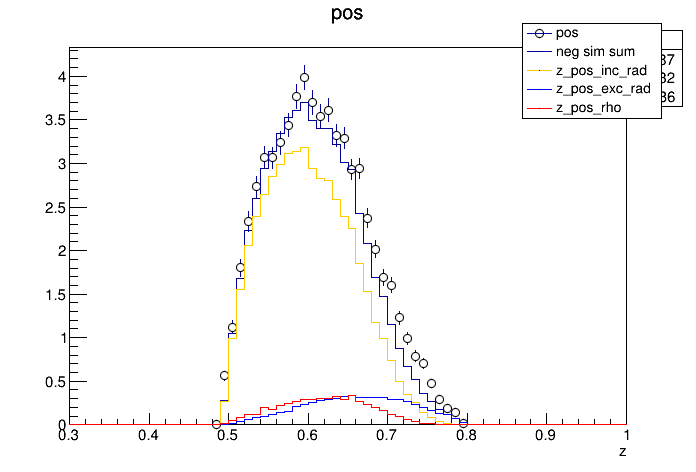 pos
pos
neg sim sum
z_pos_inc_rad
z_pos_exc_rad
z_pos_rho
37
32
36
4
3.5
3
2.5
2
1.5
1
0.5
0
0.3 0.4 0.5 0.6 0.7 0.8 0.9 1
z